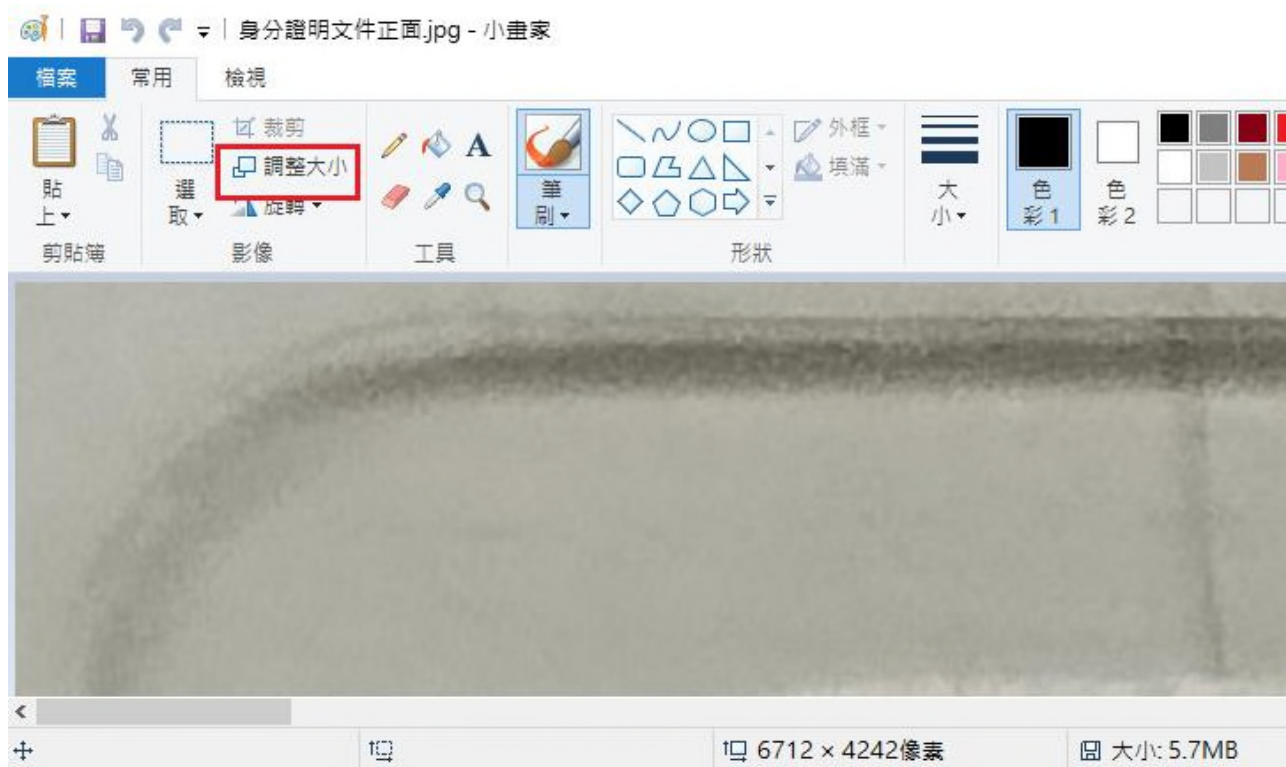 身分證明文件正面.jpg - 小畫家
檔案 常用 檢視
貼上
剪貼簿
選取
裁剪
調整大小
旋轉
影像
A
工具
筆刷
外框
填滿
形狀
大小
色彩 1
色彩 2
6712 × 4242像素
大小: 5.7MB